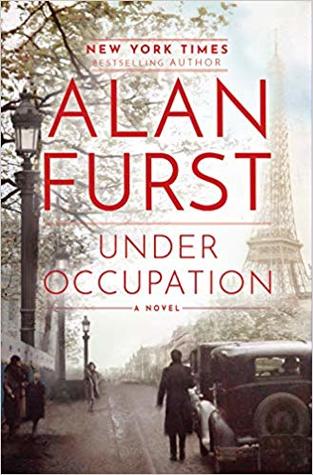 NEW YORK TIMES
BESTSELLING AUTHOR
ALAN
FURST
UNDER
OCCUPATION
A NOVEL